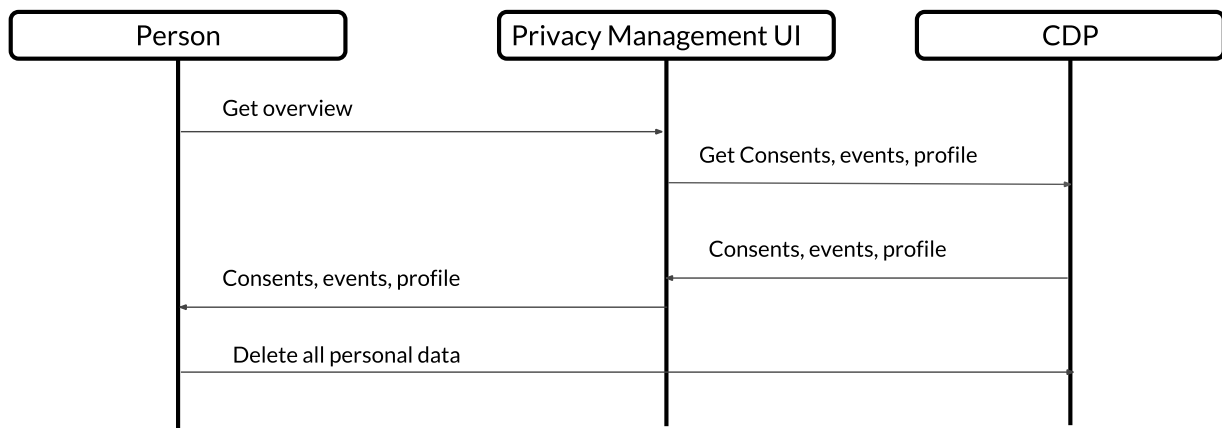 Person
Privacy Management UI
CDP
Get overview
Get Consents, events, profile
Consents, events, profile
Consents, events, profile
Delete all personal data